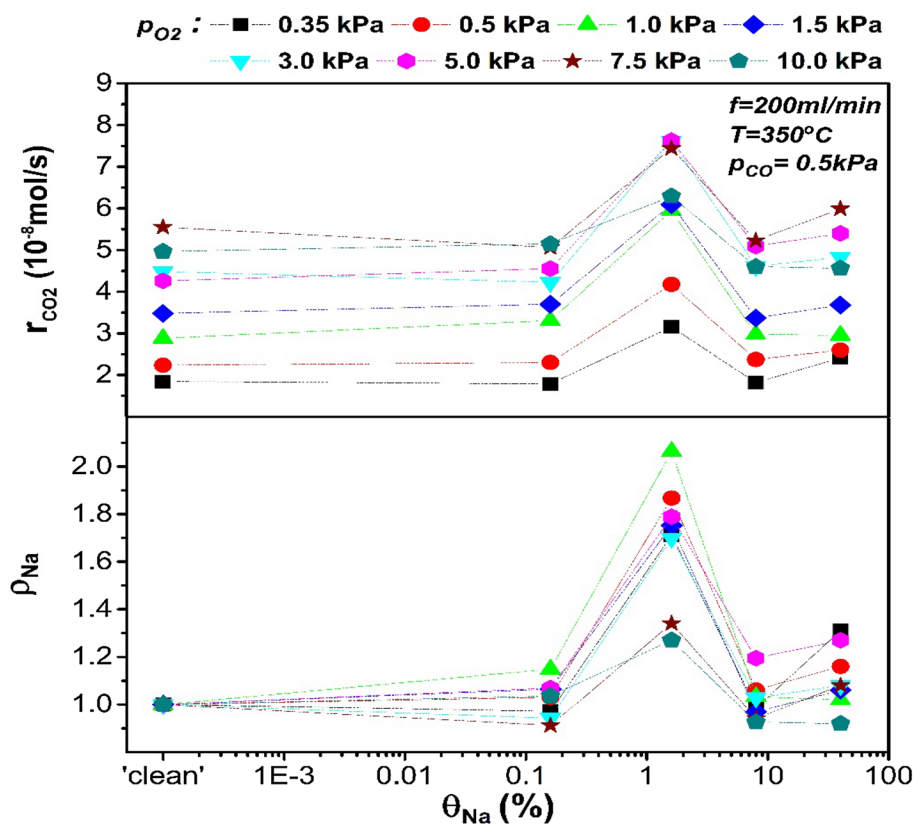 pO2 : 0.35 kPa 0.5 kPa 1.0 kPa 1.5 kPa
3.0 kPa 5.0 kPa 7.5 kPa 10.0 kPa
f=200ml/min
T=350°C
pCO= 0.5kPa
rCO2 (10⁻⁸mol/s)
9
8
7
6
5
4
3
2
ρNa
2.0
1.8
1.6
1.4
1.2
1.0
'clean' 1E-3 0.01 0.1 1 10 100
θNa (%)